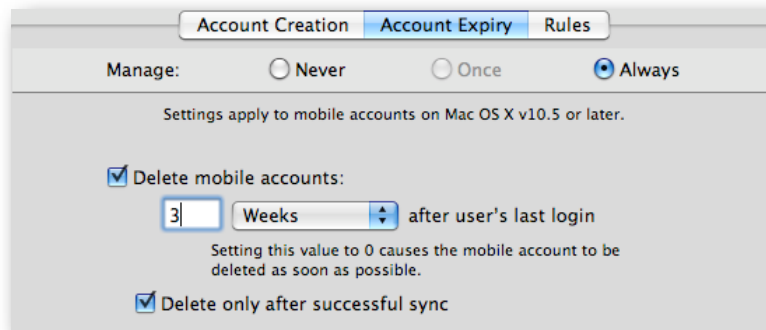 Account Creation Account Expiry Rules
Manage: Never Once Always
Settings apply to mobile accounts on Mac OS X v10.5 or later.
Delete mobile accounts:
3 Weeks after user's last login
Setting this value to 0 causes the mobile account to be
deleted as soon as possible.
Delete only after successful sync